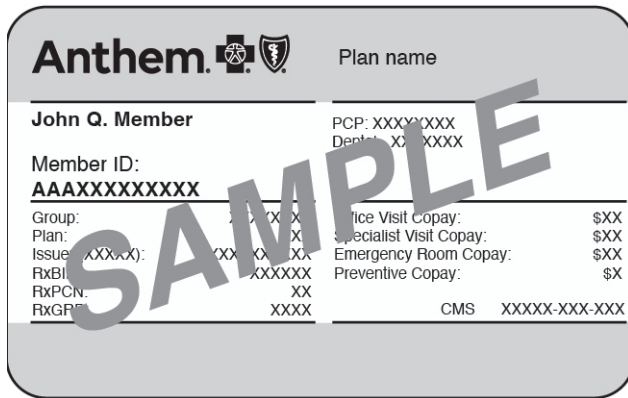 Anthem. Plan name
John Q. Member
Member ID:
AAAXXXXXXXXX
PCP: XXXXXXXX
Group:
Plan:
RxPCN: XX
XXXX
Office Visit Copay: $XX
Specialist Visit Copay: $XX
Emergency Room Copay: $XX
Preventive Copay: $X
CMS XXXXX-XXX-XXX
SAMPLE